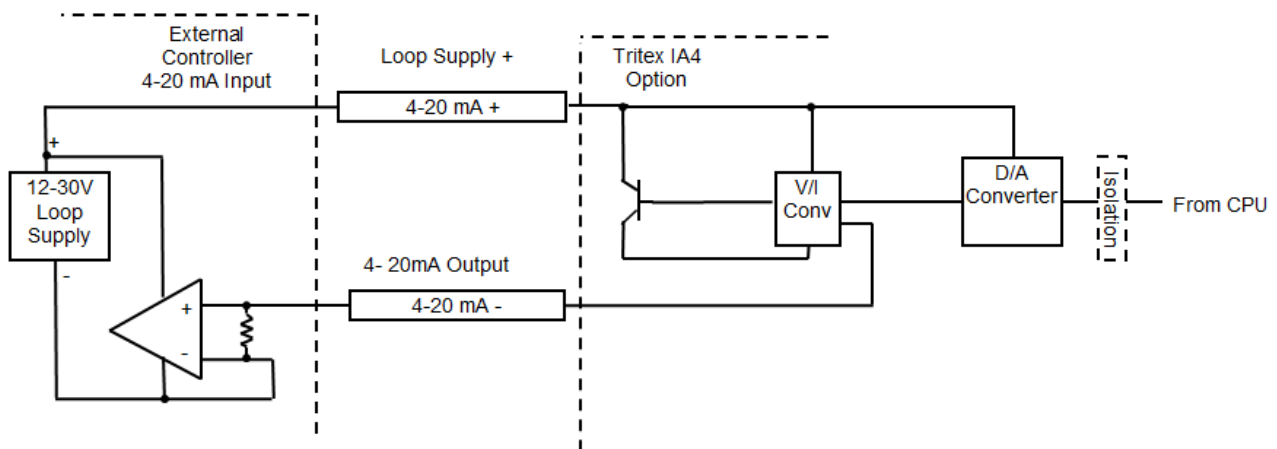 External
Controller
4-20 mA Input
Loop Supply +
Tritex IA4
Option
4-20 mA +
+
12-30V
Loop
Supply
-
V/I
Conv
D/A
Converter
Isolation
From CPU
4- 20mA Output
4-20 mA -
+
-